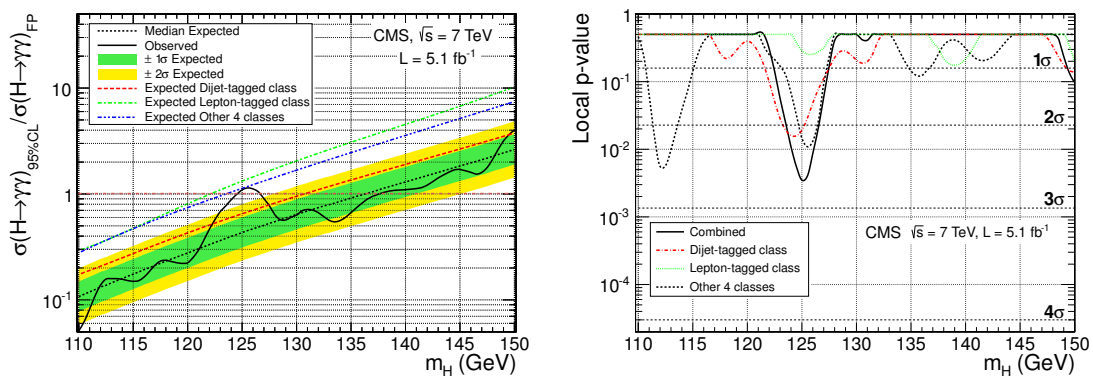 σ(H→γγ)95%CL/σ(H→γγ)FP
Median Expected
Observed
± 1σ Expected
± 2σ Expected
Expected Dijet-tagged class
Expected Lepton-tagged class
Expected Other 4 classes
CMS, √s = 7 TeV
L = 5.1 fb⁻¹
10
1
10⁻¹
110 115 120 125 130 135 140 145 150
mH (GeV)
Local p-value
1
10⁻¹
10⁻²
10⁻³
10⁻⁴
1σ
2σ
3σ
4σ
CMS √s = 7 TeV, L = 5.1 fb⁻¹
Combined
Dijet-tagged class
Lepton-tagged class
Other 4 classes
110 115 120 125 130 135 140 145 150
mH (GeV)